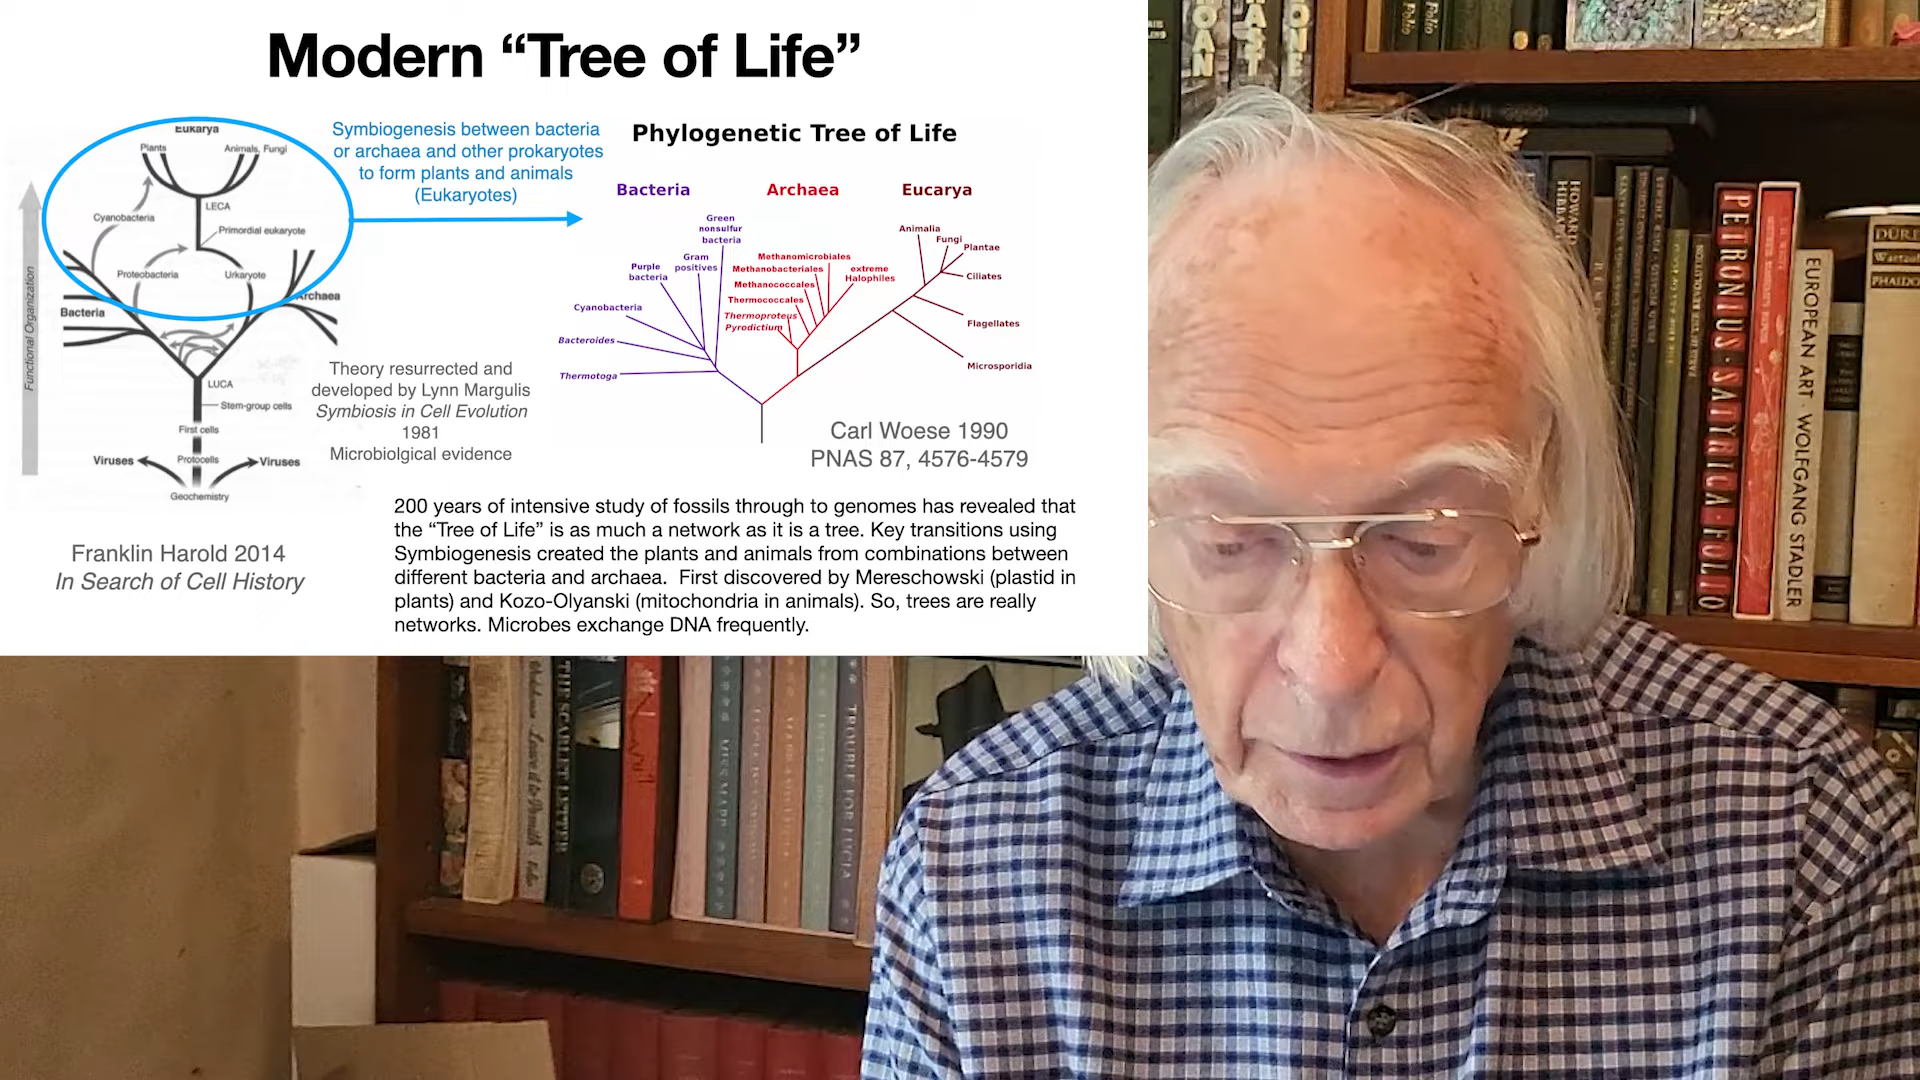 Modern “Tree of Life”
Eukarya
Plants
Animals, Fungi
LECA
Cyanobacteria
Primordial eukaryote
Proteobacteria
Urkaryote
Archaea
Bacteria
Functional Organization
LUCA
Stem-group cells
First cells
Viruses
Protocells
Viruses
Geochemistry
Franklin Harold 2014
In Search of Cell History
Symbiogenesis between bacteria
or archaea and other prokaryotes
to form plants and animals
(Eukaryotes)
Theory resurrected and
developed by Lynn Margulis
Symbiosis in Cell Evolution
1981
Microbiolgical evidence
Phylogenetic Tree of Life
Bacteria
Archaea
Eucarya
Green
nonsulfur
bacteria
Gram
positives
Purple
bacteria
Cyanobacteria
Bacteroides
Thermotoga
Methanomicrobiales
Methanobacteriales
extreme
Halophiles
Methanococcales
Thermococcales
Thermoproteus
Pyrodictium
Animalia
Fungi
Plantae
Ciliates
Flagellates
Microsporidia
Carl Woese 1990
PNAS 87, 4576-4579
200 years of intensive study of fossils through to genomes has revealed that
the “Tree of Life” is as much a network as it is a tree. Key transitions using
Symbiogenesis created the plants and animals from combinations between
different bacteria and archaea.  First discovered by Mereschowski (plastid in
plants) and Kozo-Olyanski (mitochondria in animals). So, trees are really
networks. Microbes exchange DNA frequently.
Polo
Polo
HOWARD
PETRONIUS · SATYRICA · FOLIO
EUROPEAN ART · WOLFGANG STADLER
DÜRER
PHAIDON
THE SCARLET LETTER
TROUBLE FOR LUCIA